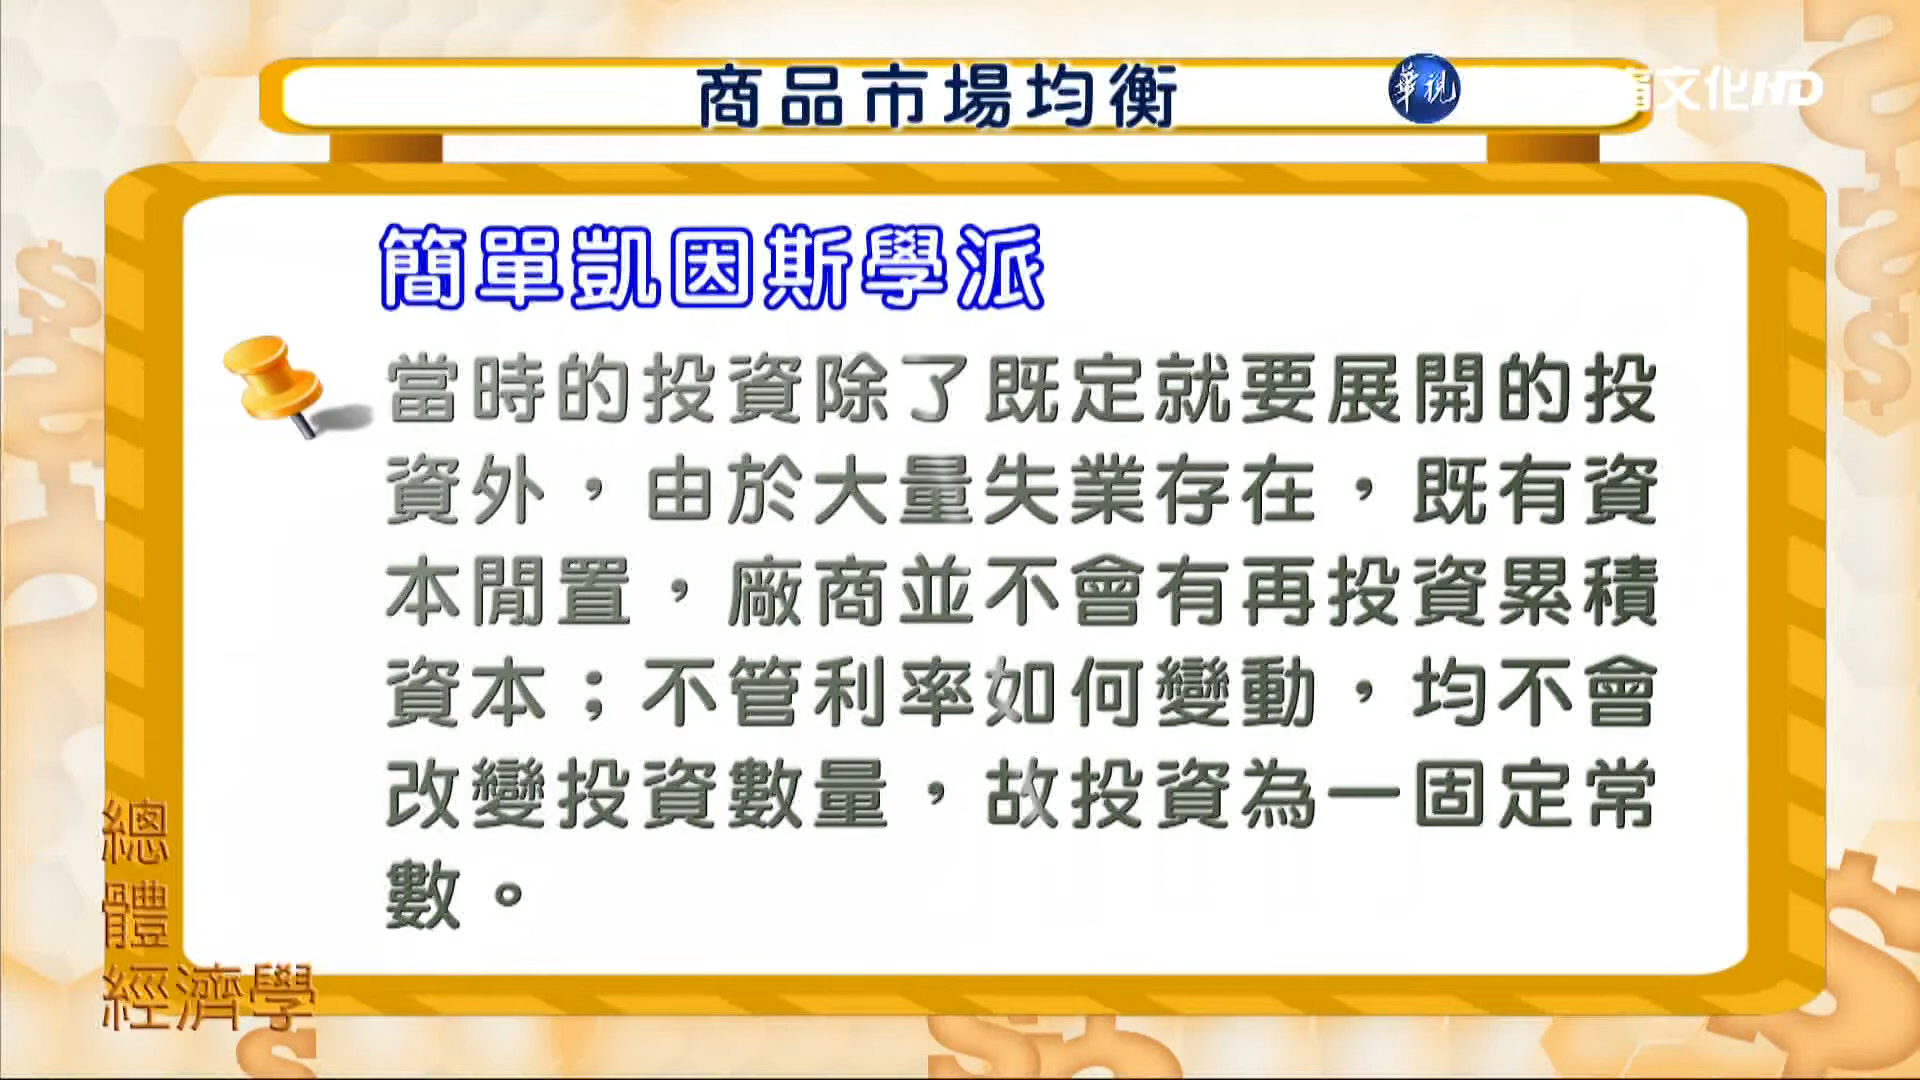 商品市場均衡
華視
文化HD
簡單凱因斯學派
當時的投資除了既定就要展開的投
資外，由於大量失業存在，既有資
本閒置，廠商並不會有再投資累積
資本；不管利率如何變動，均不會
改變投資數量，故投資為一固定常
數。
總
體
經濟學